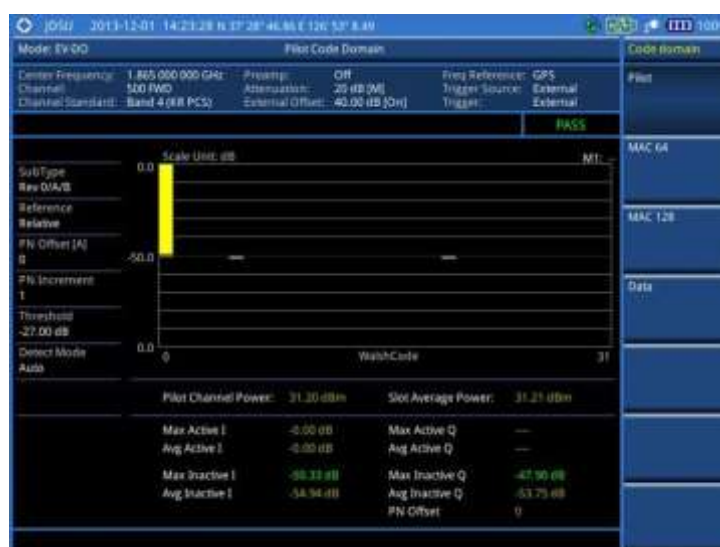 JDSU 2013-12-01 14:23:28 N 37° 28' 46.86 E 126° 53' 8.49 100
Mode: EV-DO Pilot Code Domain Code domain
Center Frequency: 1.865 000 000 GHz Preamp: Off Freq Reference: GPS
Channel: 500 FWD Attenuation: 20 dB [M] Trigger Source: External
Channel Standard: Band 4 (KR PCS) External Offset: 40.00 dB [On] Trigger: External
PASS
Pilot
MAC 64
MAC 128
Data
SubType
Rev 0/A/B
Reference
Relative
PN Offset [A]
0
PN Increment
1
Threshold
-27.00 dB
Detect Mode
Auto
Scale Unit: dB M1: --
0.0
-50.0
0.0
0 WalshCode 31
Pilot Channel Power: 31.20 dBm Slot Average Power: 31.21 dBm
Max Active I -0.00 dB Max Active Q ---
Avg Active I -0.00 dB Avg Active Q ---
Max Inactive I -50.33 dB Max Inactive Q -47.90 dB
Avg Inactive I -54.94 dB Avg Inactive Q -53.75 dB
PN Offset 0